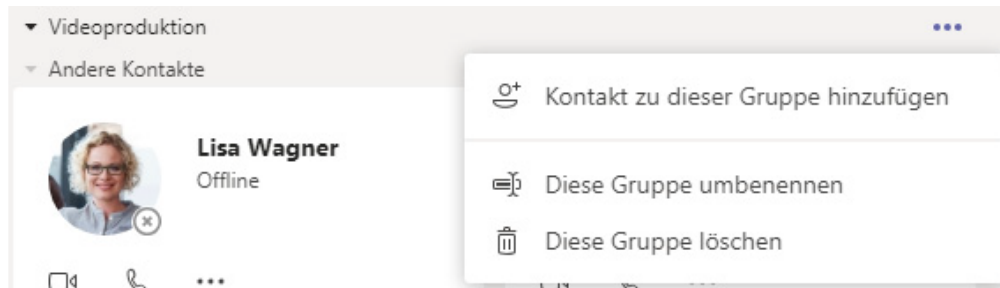 Videoproduktion
Andere Kontakte
Kontakt zu dieser Gruppe hinzufügen
Lisa Wagner
Offline
Diese Gruppe umbenennen
Diese Gruppe löschen